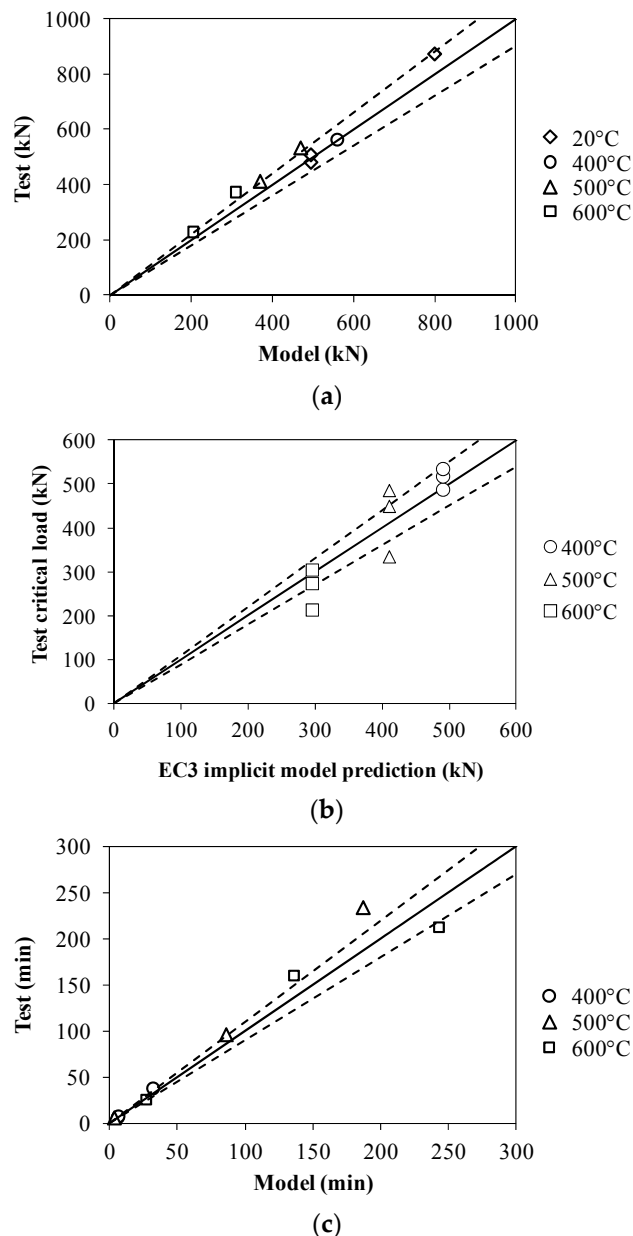 1000
800
600
400
200
0
Test (kN)
0 200 400 600 800 1000
Model (kN)
20°C
400°C
500°C
600°C
(a)
600
500
400
300
200
100
0
Test critical load (kN)
0 100 200 300 400 500 600
EC3 implicit model prediction (kN)
400°C
500°C
600°C
(b)
300
250
200
150
100
50
0
Test (min)
0 50 100 150 200 250 300
Model (min)
400°C
500°C
600°C
(c)